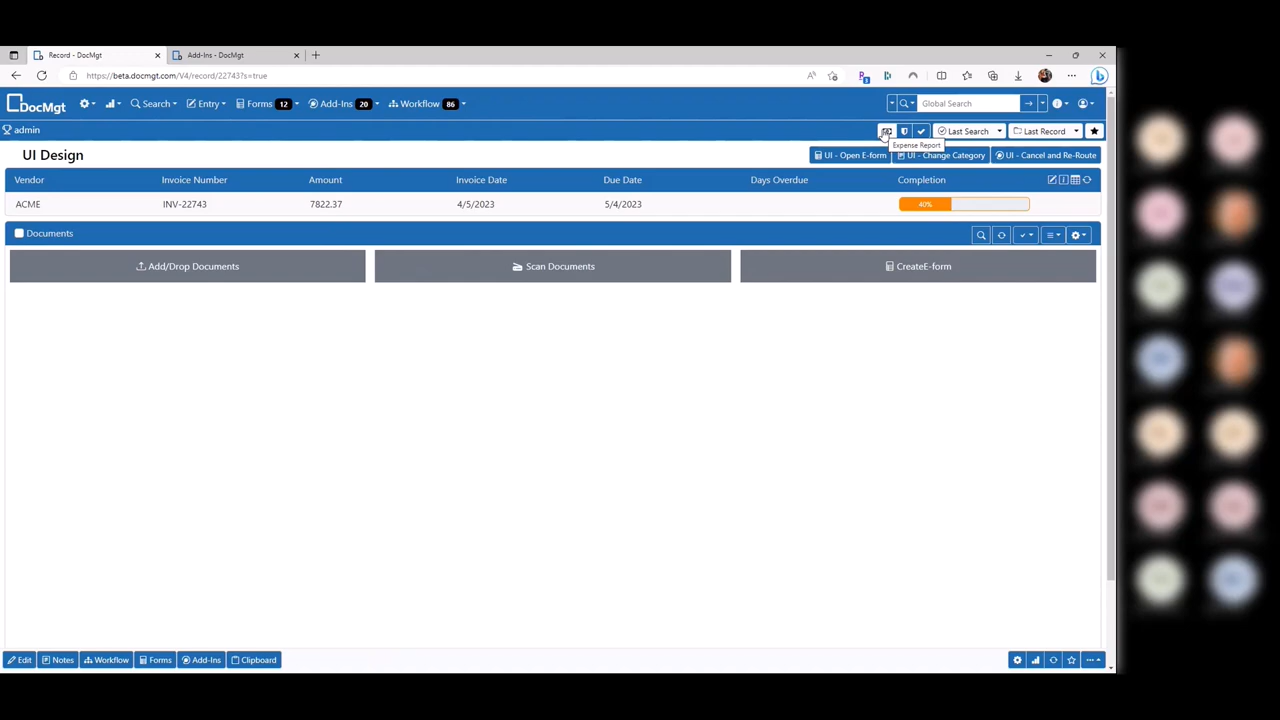 Record - DocMgt
Add-Ins - DocMgt
https://beta.docmgt.com/V4/record/22743?s=true
DocMgt
Search
Entry
Forms 12
Add-Ins 20
Workflow 86
Global Search
admin
Last Search
Last Record
Expense Report
UI Design
UI - Open E-form
UI - Change Category
UI - Cancel and Re-Route
Vendor Invoice Number Amount Invoice Date Due Date Days Overdue Completion
ACME INV-22743 7822.37 4/5/2023 5/4/2023 40%
Documents
Add/Drop Documents
Scan Documents
CreateE-form
Edit
Notes
Workflow
Forms
Add-Ins
Clipboard